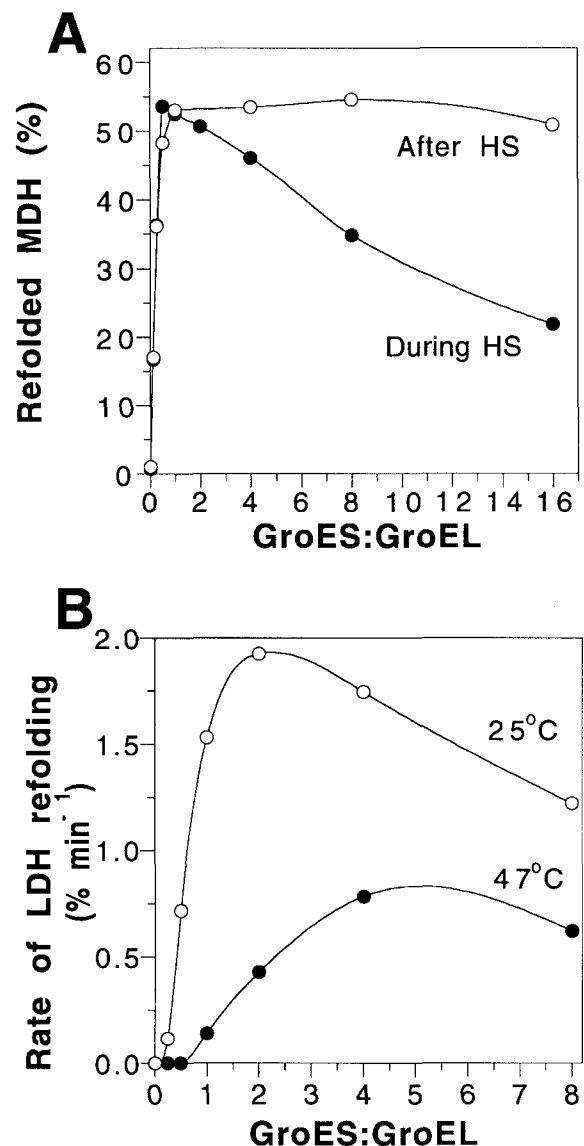 A
Refolded MDH (%)
60
50
40
30
20
10
0
After HS
During HS
0 2 4 6 8 10 12 14 16
GroES:GroEL
B
Rate of LDH refolding
(% min⁻¹)
2.0
1.5
1.0
0.5
0.0
25°C
47°C
0 1 2 3 4 5 6 7 8
GroES:GroEL